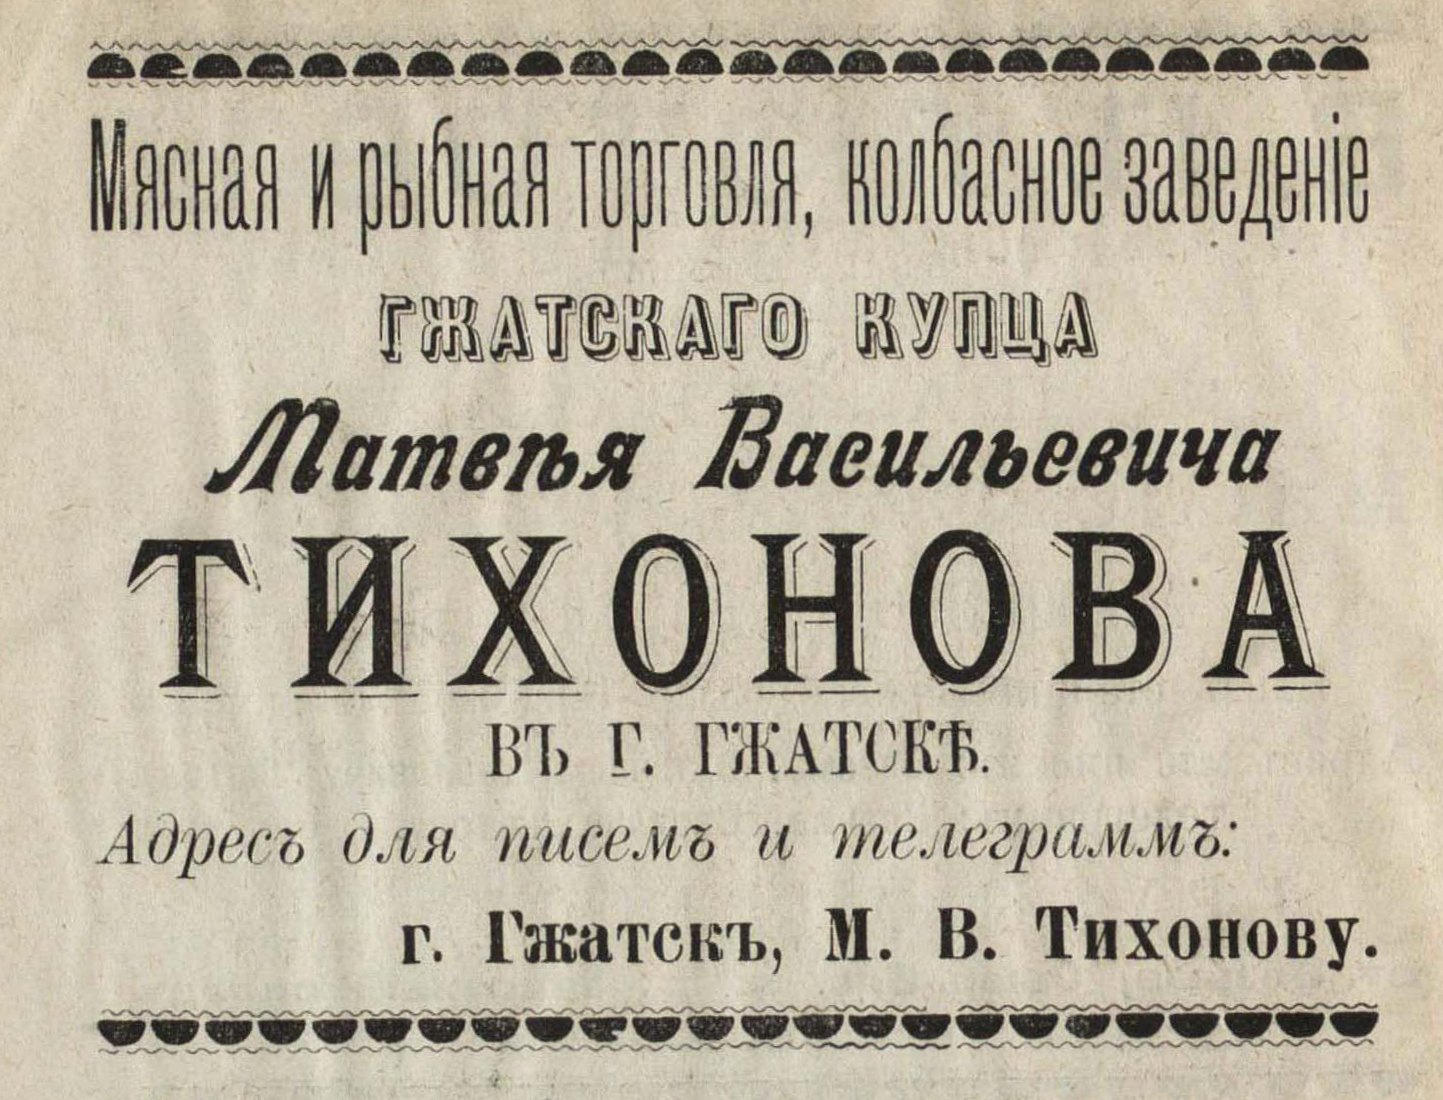 Мясная и рыбная торговля, колбасное заведеніе
ГЖАТСКАГО КУПЦА
Матвѣя Васильевича
ТИХОНОВА
ВЪ Г. ГЖАТСКѢ.
Адресъ для писемъ и телеграммъ:
г. Гжатскъ, М. В. Тихонову.